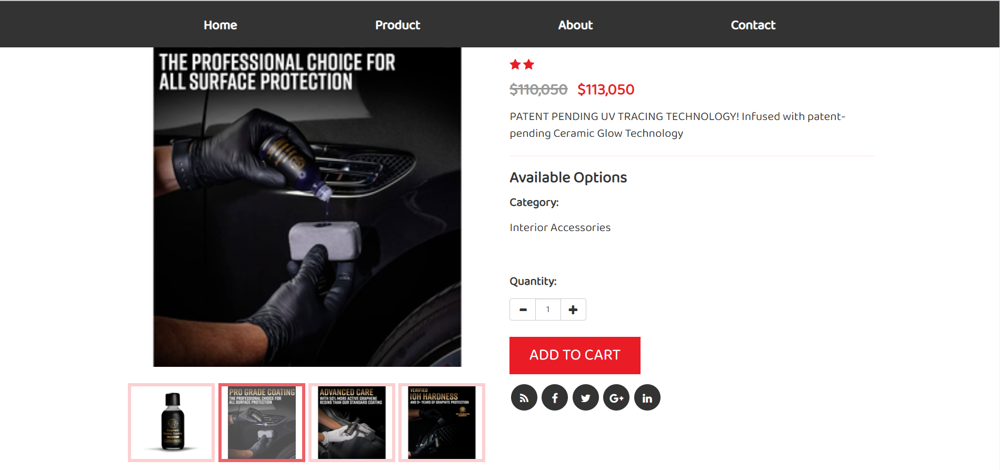 Home
Product
About
Contact
THE PROFESSIONAL CHOICE FOR
ALL SURFACE PROTECTION
$110,050 $113,050
PATENT PENDING UV TRACING TECHNOLOGY! Infused with patent-
pending Ceramic Glow Technology
Available Options
Category:
Interior Accessories
Quantity:
1
ADD TO CART
Graphene
Ceramic Coating
PRO GRADE COATING
THE PROFESSIONAL CHOICE FOR
ALL SURFACE PROTECTION
ADVANCED CARE
WITH 50% MORE ACTIVE GRAPHENE
RESINS THAN OUR STANDARD COATING
VERIFIED
10H HARDNESS
AND 9+ YEARS OF GRAPHITE PROTECTION